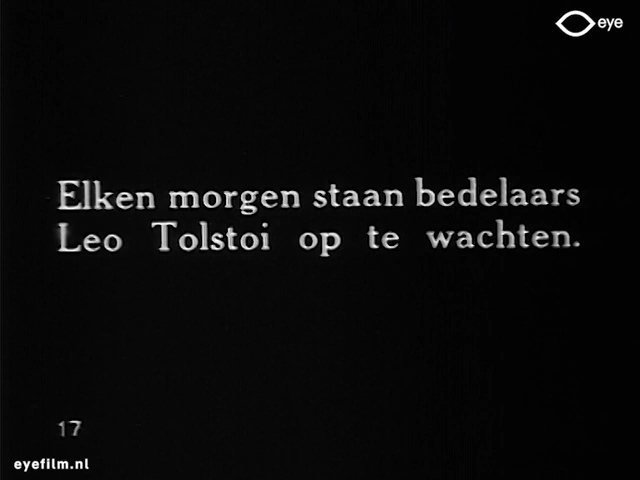 eye
Elken morgen staan bedelaars
Leo Tolstoi op te wachten.
17
eyefilm.nl